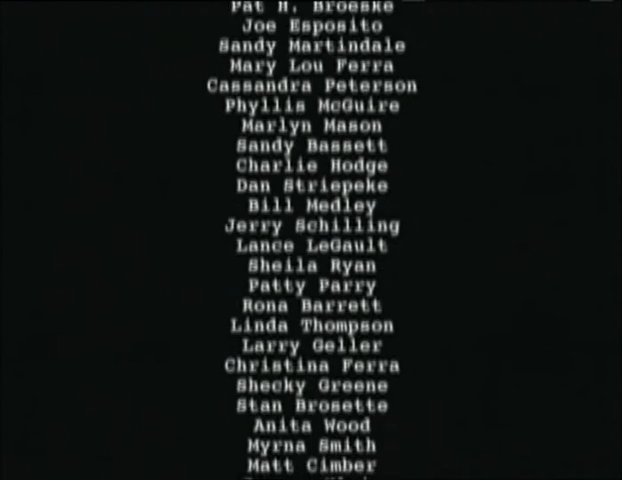 Pat H. Broeske
Joe Esposito
Sandy Martindale
Mary Lou Ferra
Cassandra Peterson
Phyllis McGuire
Marlyn Mason
Sandy Bassett
Charlie Hodge
Dan Striepeke
Bill Medley
Jerry Schilling
Lance LeGault
Sheila Ryan
Patty Parry
Rona Barrett
Linda Thompson
Larry Geller
Christina Ferra
Shecky Greene
Stan Brosette
Anita Wood
Myrna Smith
Matt Cimber